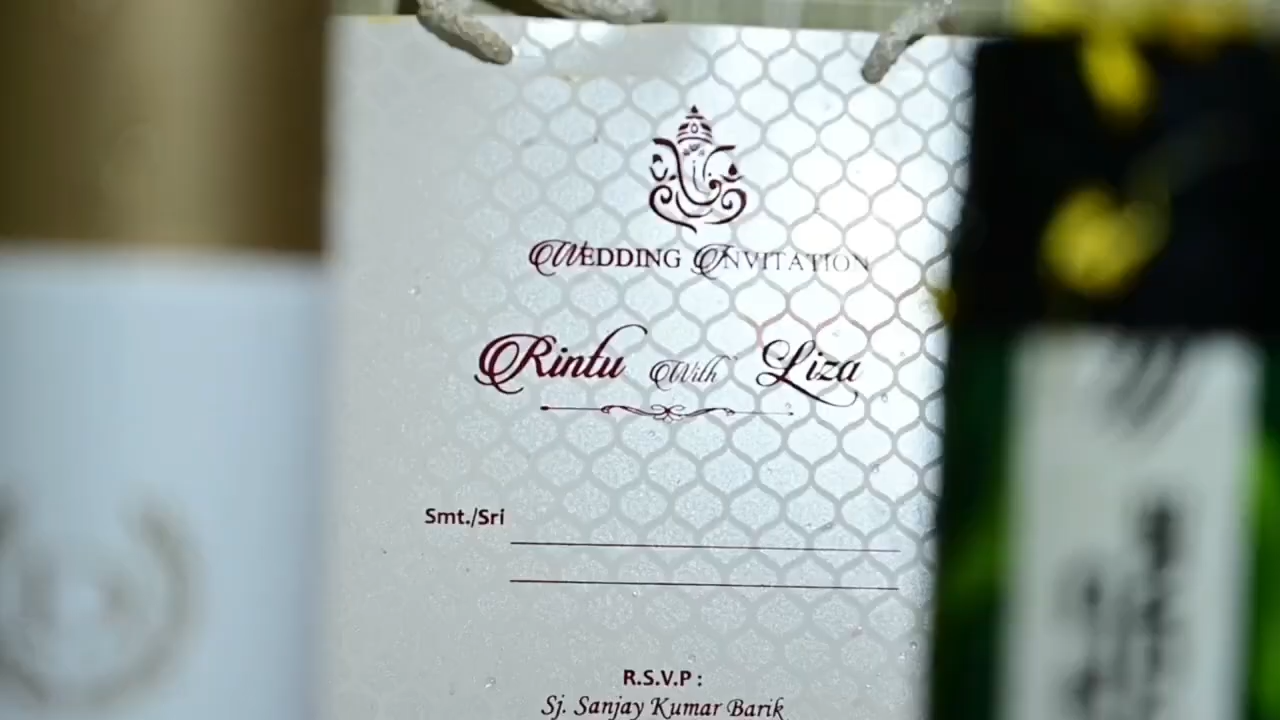 Wedding Invitation
Rintu With Liza
Smt./Sri
R.S.V.P :
Sj. Sanjay Kumar Barik